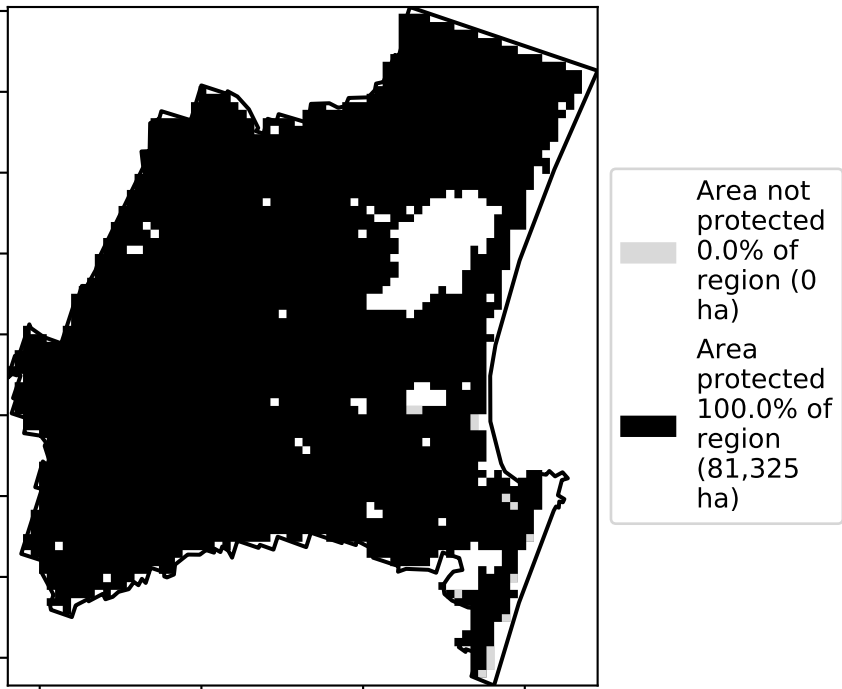 Area not
protected
0.0% of
region (0
ha)
Area
protected
100.0% of
region
(81,325
ha)